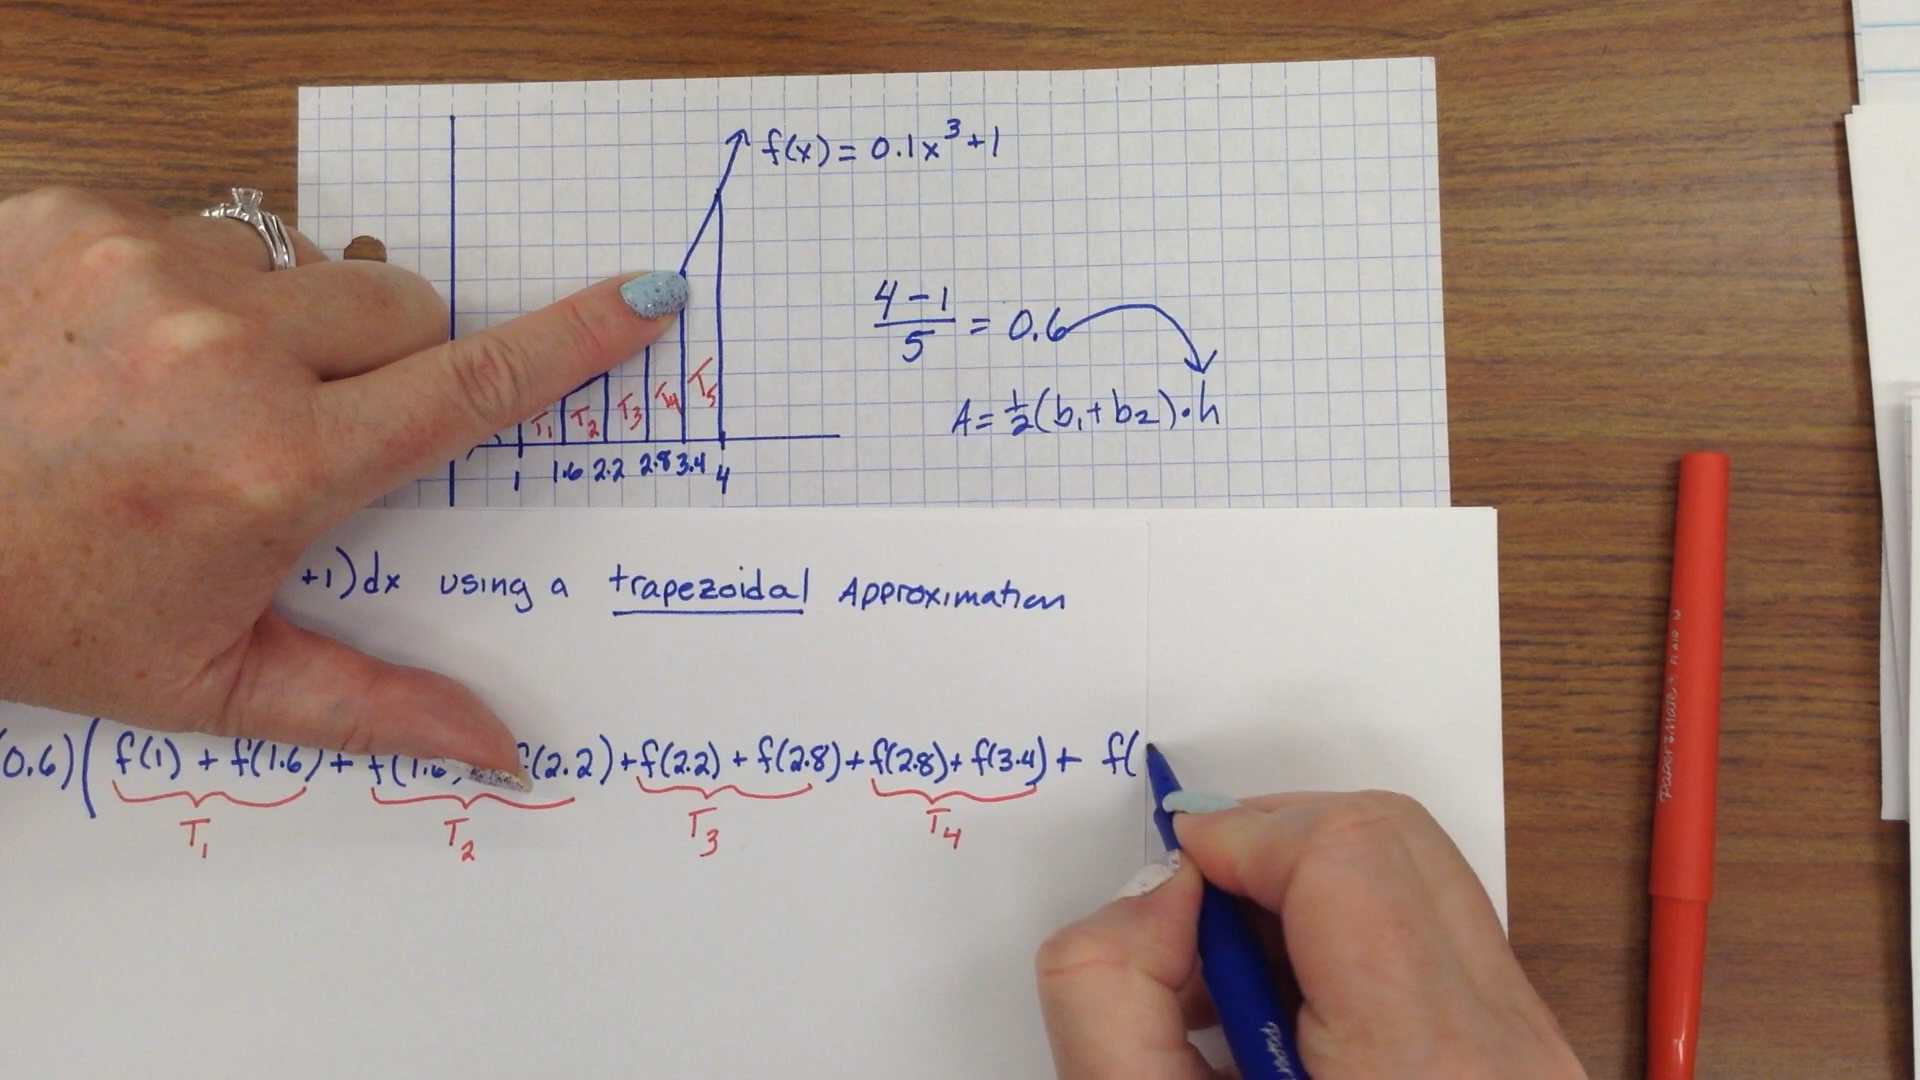 f(x) = 0.1x³+1
4-1
5
= 0.6
A = ½(b₁+b₂)·h
T₁ T₂ T₃ T₄ T₅
1 1.6 2.2 2.8 3.4 4
+1)dx using a trapezoidal Approximation
(0.6)(f(1) + f(1.6) + f(1.6) f(2.2) + f(2.2) + f(2.8) + f(2.8) + f(3.4) + f(
T₁ T₂ T₃ T₄
PaperMate FLAIR M
Paper